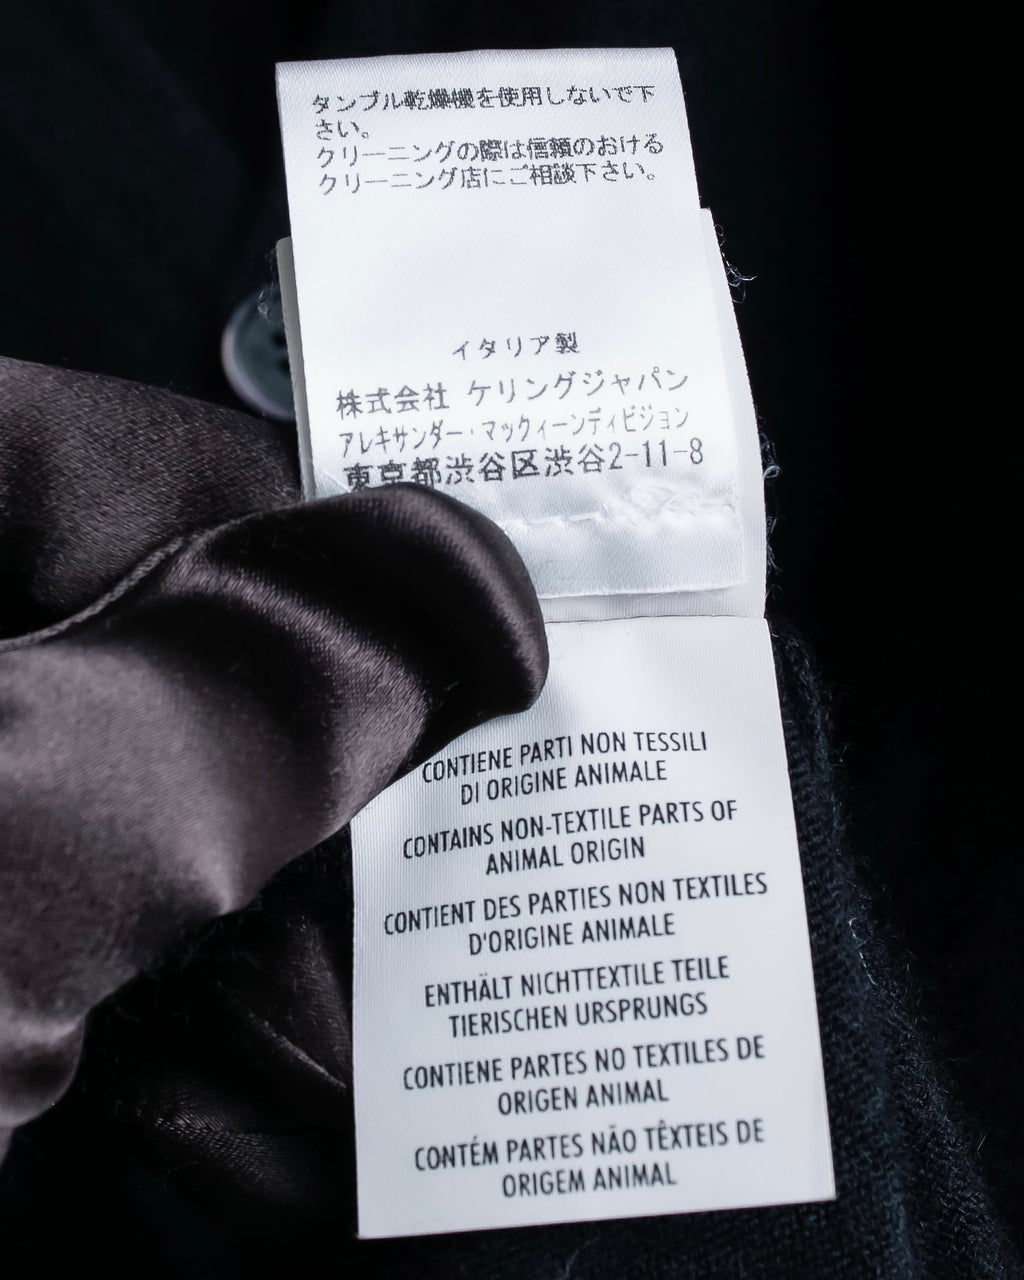 タンブル乾燥機を使用しないで下
さい。
クリーニングの際は信頼のおける
クリーニング店にご相談下さい。
イタリア製
株式会社 ケリングジャパン
アレキサンダー・マックィーンディビジョン
東京都渋谷区渋谷2-11-8
CONTIENE PARTI NON TESSILI
DI ORIGINE ANIMALE
CONTAINS NON-TEXTILE PARTS OF
ANIMAL ORIGIN
CONTIENT DES PARTIES NON TEXTILES
D'ORIGINE ANIMALE
ENTHÄLT NICHTTEXTILE TEILE
TIERISCHEN URSPRUNGS
CONTIENE PARTES NO TEXTILES DE
ORIGEN ANIMAL
CONTÉM PARTES NÃO TÊXTEIS DE
ORIGEM ANIMAL